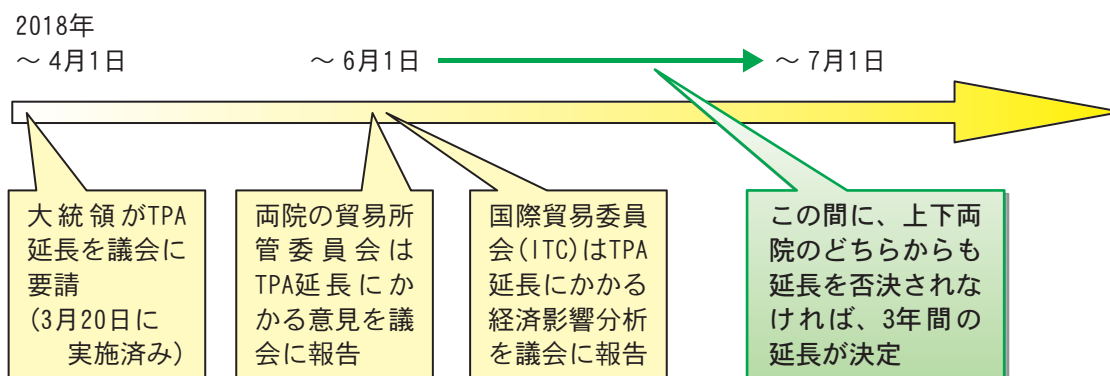 2018年
～ 4月1日
～ 6月1日
～ 7月1日
大統領がTPA
延長を議会に
要請
(3月20日に
実施済み)
両院の貿易所
管委員会は
TPA延長にか
かる意見を議
会に報告
国際貿易委員
会(ITC)はTPA
延長にかかる
経済影響分析
を議会に報告
この間に、上下両
院のどちらからも
延長を否決されな
ければ、3年間の
延長が決定